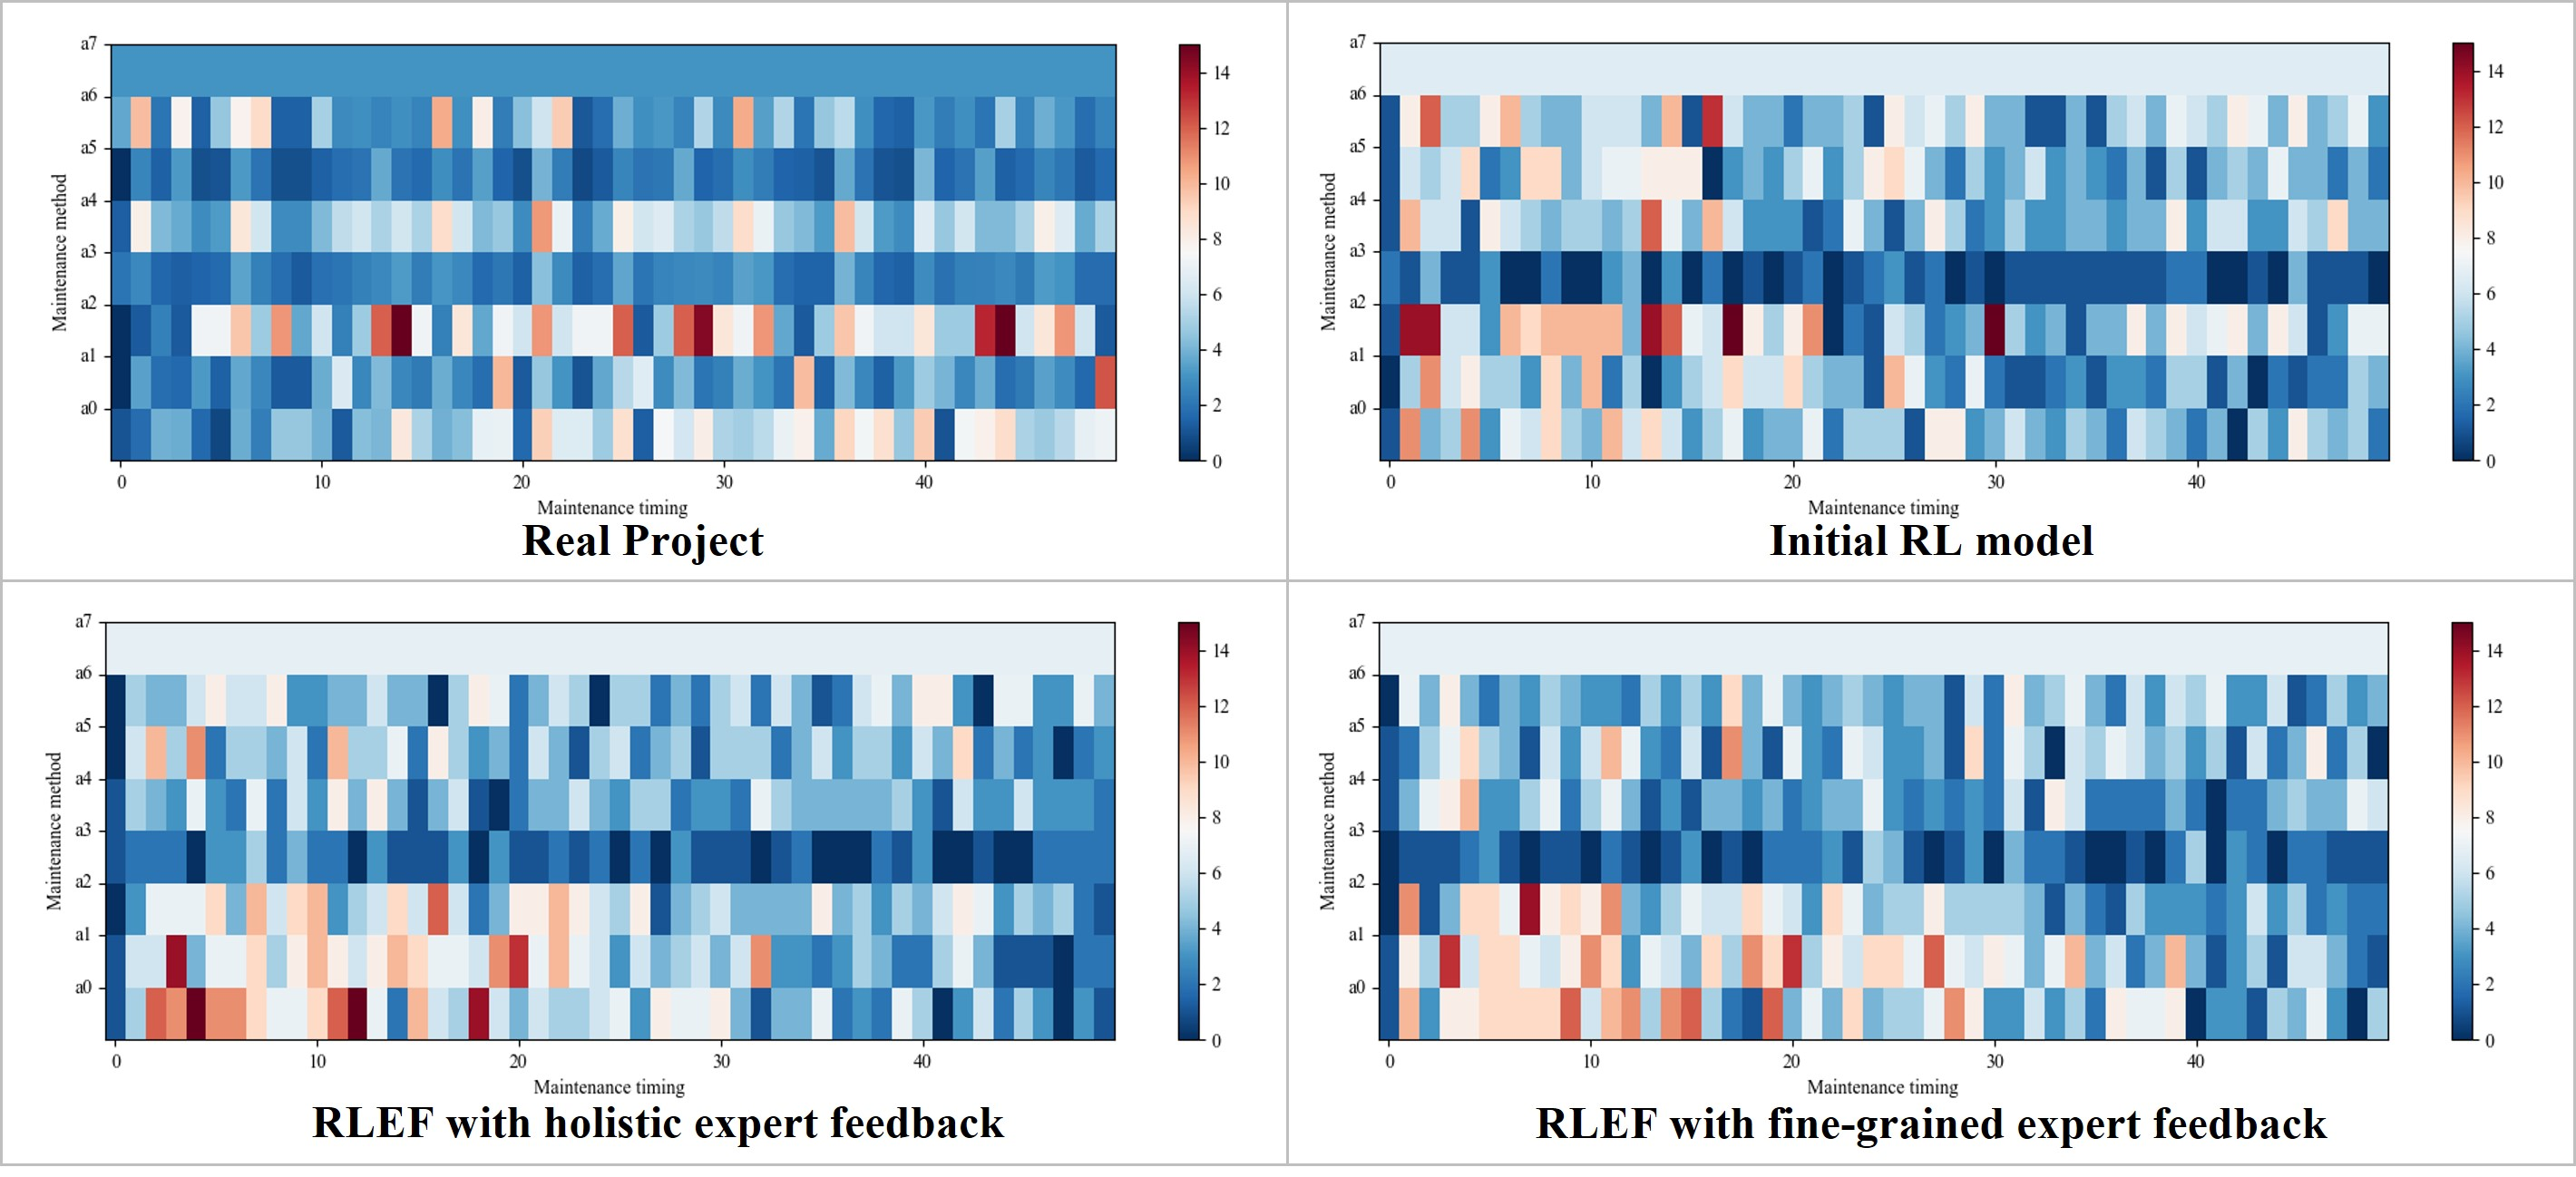 a7
a6
a5
a4
a3
a2
a1
a0
Maintenance method
0 10 20 30 40
Maintenance timing
14
12
10
8
6
4
2
0
Real Project
a7
a6
a5
a4
a3
a2
a1
a0
Maintenance method
0 10 20 30 40
Maintenance timing
14
12
10
8
6
4
2
0
Initial RL model
a7
a6
a5
a4
a3
a2
a1
a0
Maintenance method
0 10 20 30 40
Maintenance timing
14
12
10
8
6
4
2
0
RLEF with holistic expert feedback
a7
a6
a5
a4
a3
a2
a1
a0
Maintenance method
0 10 20 30 40
Maintenance timing
14
12
10
8
6
4
2
0
RLEF with fine-grained expert feedback